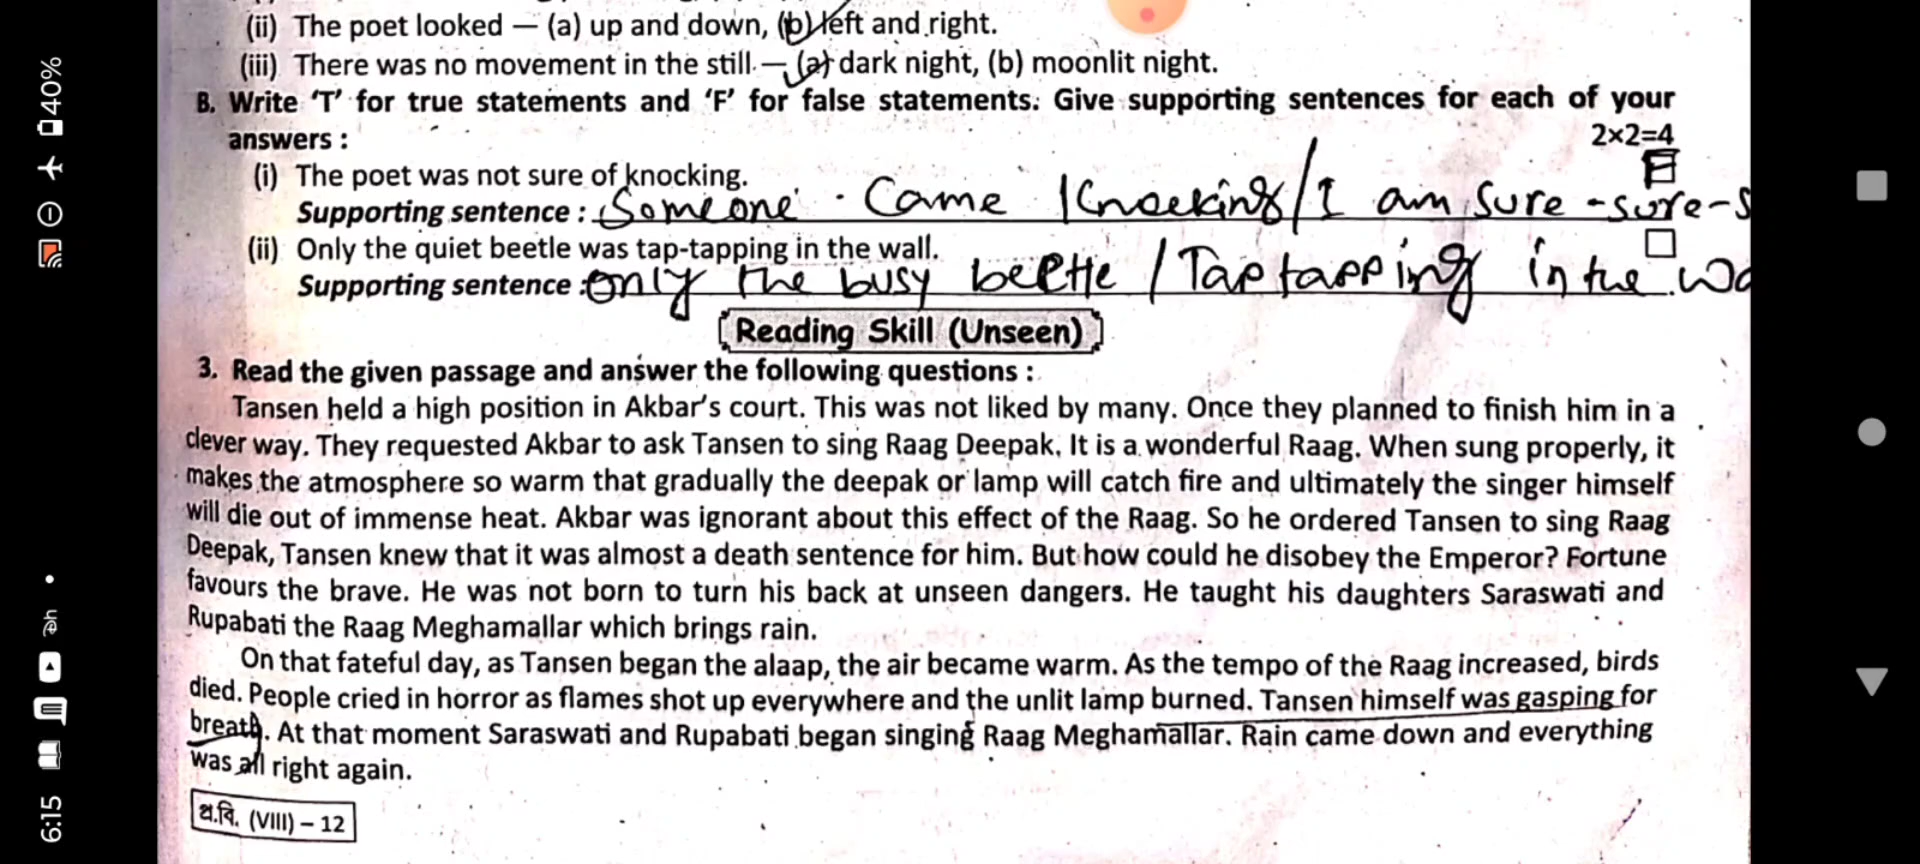 (ii) The poet looked — (a) up and down, (b) left and right.
(iii) There was no movement in the still — (a) dark night, (b) moonlit night.
B. Write ‘T’ for true statements and ‘F’ for false statements. Give supporting sentences for each of your
answers : 2×2=4
(i) The poet was not sure of knocking. F
Supporting sentence : Someone Came Knocking/I am sure-sure-s
(ii) Only the quiet beetle was tap-tapping in the wall.
Supporting sentence : only the busy beetle / Tap tapping in the wa
Reading Skill (Unseen)
3. Read the given passage and answer the following questions :
Tansen held a high position in Akbar’s court. This was not liked by many. Once they planned to finish him in a
clever way. They requested Akbar to ask Tansen to sing Raag Deepak. It is a wonderful Raag. When sung properly, it
makes the atmosphere so warm that gradually the deepak or lamp will catch fire and ultimately the singer himself
will die out of immense heat. Akbar was ignorant about this effect of the Raag. So he ordered Tansen to sing Raag
Deepak, Tansen knew that it was almost a death sentence for him. But how could he disobey the Emperor? Fortune
favours the brave. He was not born to turn his back at unseen dangers. He taught his daughters Saraswati and
Rupabati the Raag Meghamallar which brings rain.
On that fateful day, as Tansen began the alaap, the air became warm. As the tempo of the Raag increased, birds
died. People cried in horror as flames shot up everywhere and the unlit lamp burned. Tansen himself was gasping for
breath. At that moment Saraswati and Rupabati began singing Raag Meghamallar. Rain came down and everything
was all right again.
প্র.বি. (VIII) – 12
6:15
40%